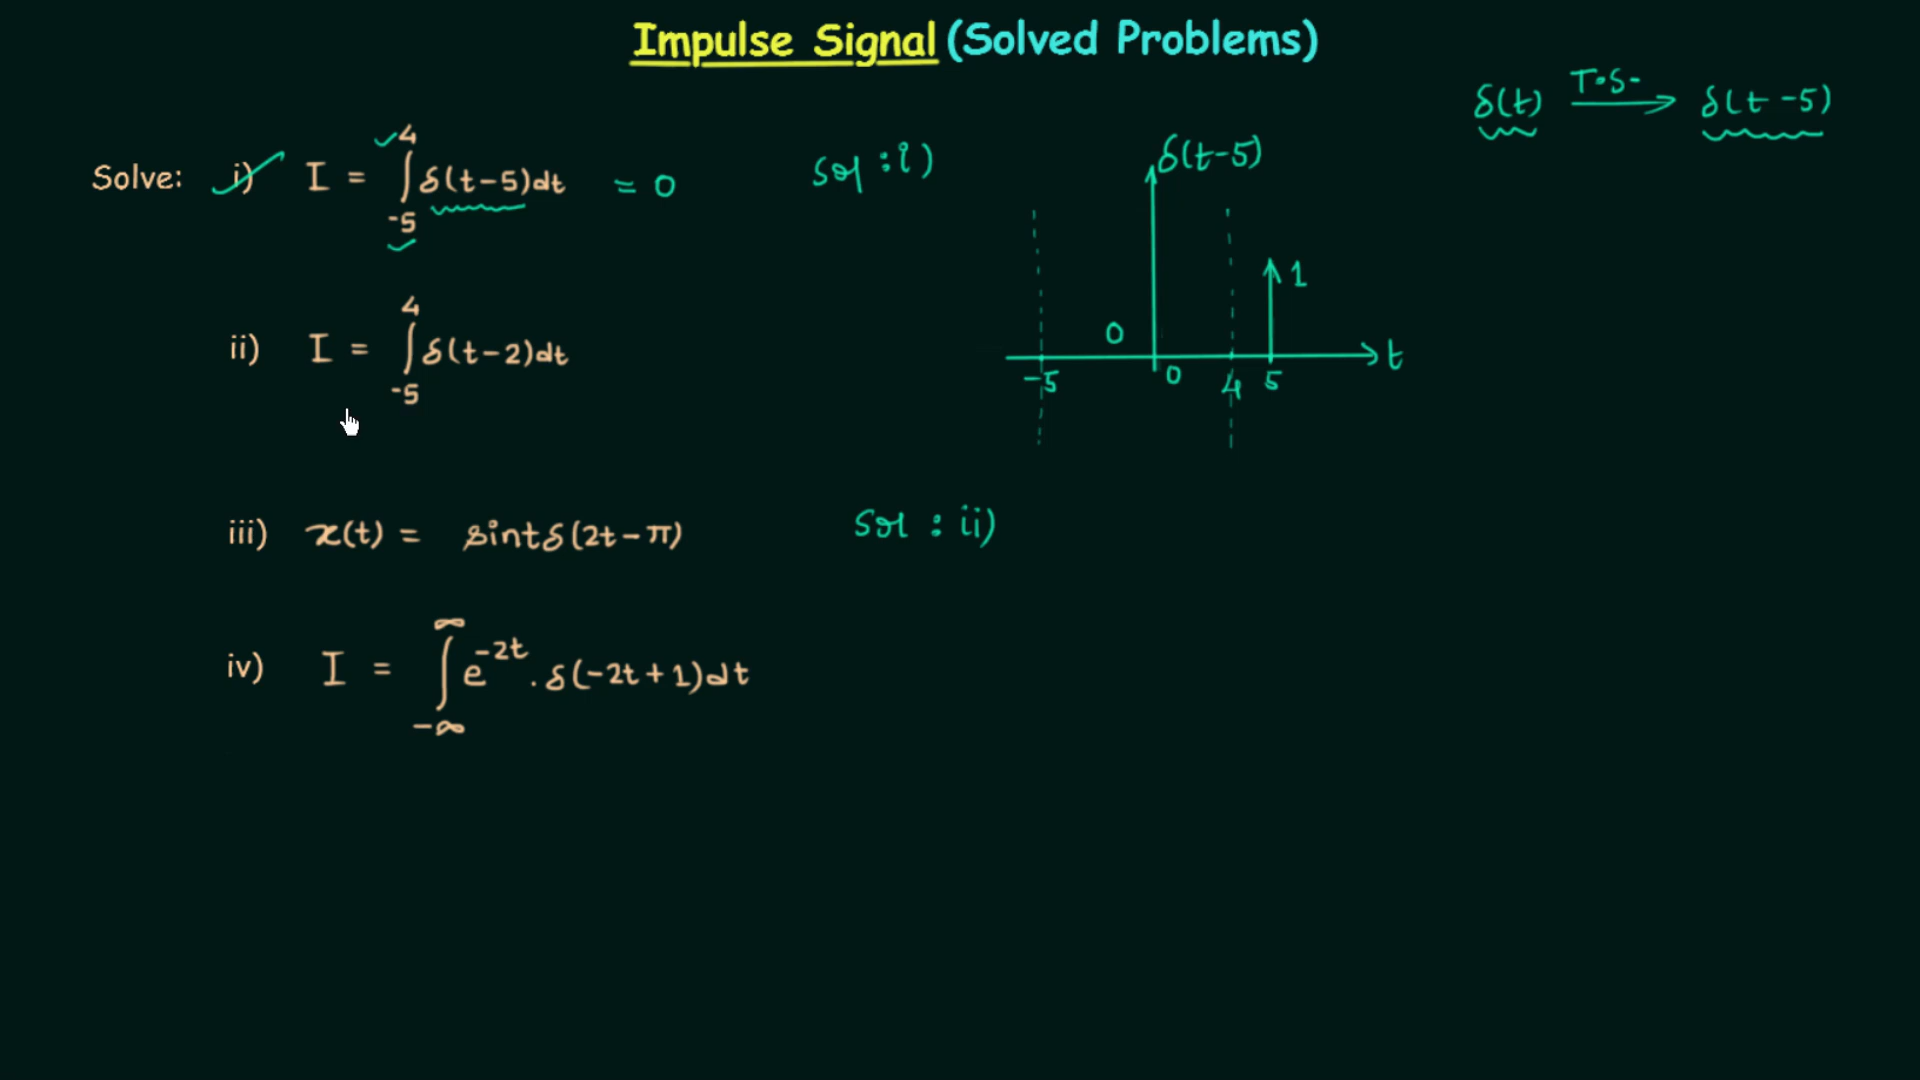 Impulse Signal (Solved Problems)
δ(t) T.S. → δ(t-5)
Solve: i) I = ∫_{-5}^{4} δ(t-5)dt = 0
Sol : i)
δ(t-5)
1
0
-5 0 4 5 t
ii) I = ∫_{-5}^{4} δ(t-2)dt
iii) x(t) = sint δ(2t-π)
Sol : ii)
iv) I = ∫_{-∞}^{∞} e^{-2t} . δ(-2t+1)dt